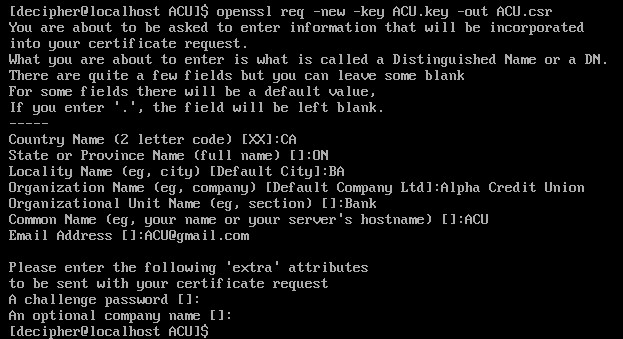 [decipher@localhost ACU]$ openssl req -new -key ACU.key -out ACU.csr
You are about to be asked to enter information that will be incorporated
into your certificate request.
What you are about to enter is what is called a Distinguished Name or a DN.
There are quite a few fields but you can leave some blank
For some fields there will be a default value,
If you enter '.', the field will be left blank.
-----
Country Name (2 letter code) [XX]:CA
State or Province Name (full name) []:ON
Locality Name (eg, city) [Default City]:BA
Organization Name (eg, company) [Default Company Ltd]:Alpha Credit Union
Organizational Unit Name (eg, section) []:Bank
Common Name (eg, your name or your server's hostname) []:ACU
Email Address []:ACU@gmail.com

Please enter the following 'extra' attributes
to be sent with your certificate request
A challenge password []:
An optional company name []:
[decipher@localhost ACU]$